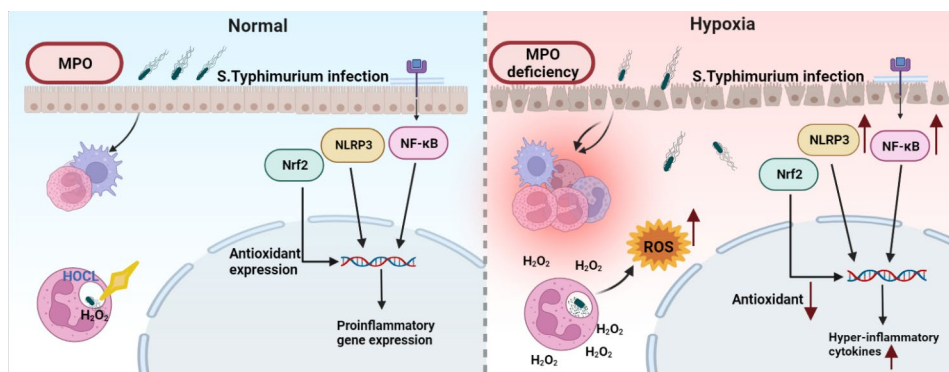 Normal
MPO
S.Typhimurium infection
NLRP3
NF-κB
Nrf2
Antioxidant
expression
HOCL
H2O2
Proinflammatory
gene expression
Hypoxia
MPO
deficiency
S.Typhimurium infection
NLRP3
NF-κB
Nrf2
ROS
H2O2
H2O2
H2O2
H2O2
H2O2
Antioxidant
Hyper-inflammatory
cytokines